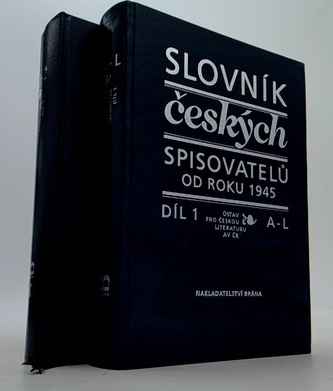 SLOVNÍK
českých
SPISOVATELŮ
OD ROKU 1945
DÍL 1
ÚSTAV
PRO ČESKOU
LITERATURU
AV ČR
A-L
NAKLADATELSTVÍ BRÁNA